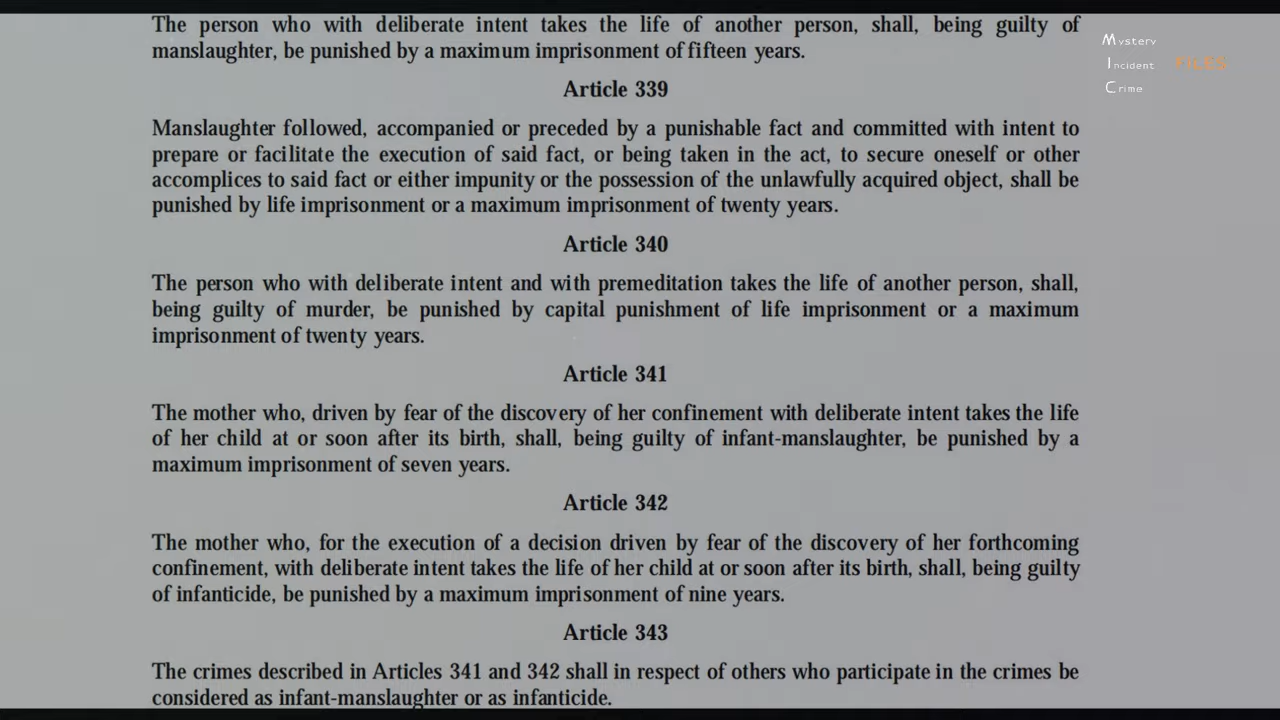 The person who with deliberate intent takes the life of another person, shall, being guilty of
manslaughter, be punished by a maximum imprisonment of fifteen years.
Article 339
Manslaughter followed, accompanied or preceded by a punishable fact and committed with intent to
prepare or facilitate the execution of said fact, or being taken in the act, to secure oneself or other
accomplices to said fact or either impunity or the possession of the unlawfully acquired object, shall be
punished by life imprisonment or a maximum imprisonment of twenty years.
Article 340
The person who with deliberate intent and with premeditation takes the life of another person, shall,
being guilty of murder, be punished by capital punishment of life imprisonment or a maximum
imprisonment of twenty years.
Article 341
The mother who, driven by fear of the discovery of her confinement with deliberate intent takes the life
of her child at or soon after its birth, shall, being guilty of infant-manslaughter, be punished by a
maximum imprisonment of seven years.
Article 342
The mother who, for the execution of a decision driven by fear of the discovery of her forthcoming
confinement, with deliberate intent takes the life of her child at or soon after its birth, shall, being guilty
of infanticide, be punished by a maximum imprisonment of nine years.
Article 343
The crimes described in Articles 341 and 342 shall in respect of others who participate in the crimes be
considered as infant-manslaughter or as infanticide.
Mystery
Incident FILES
Crime